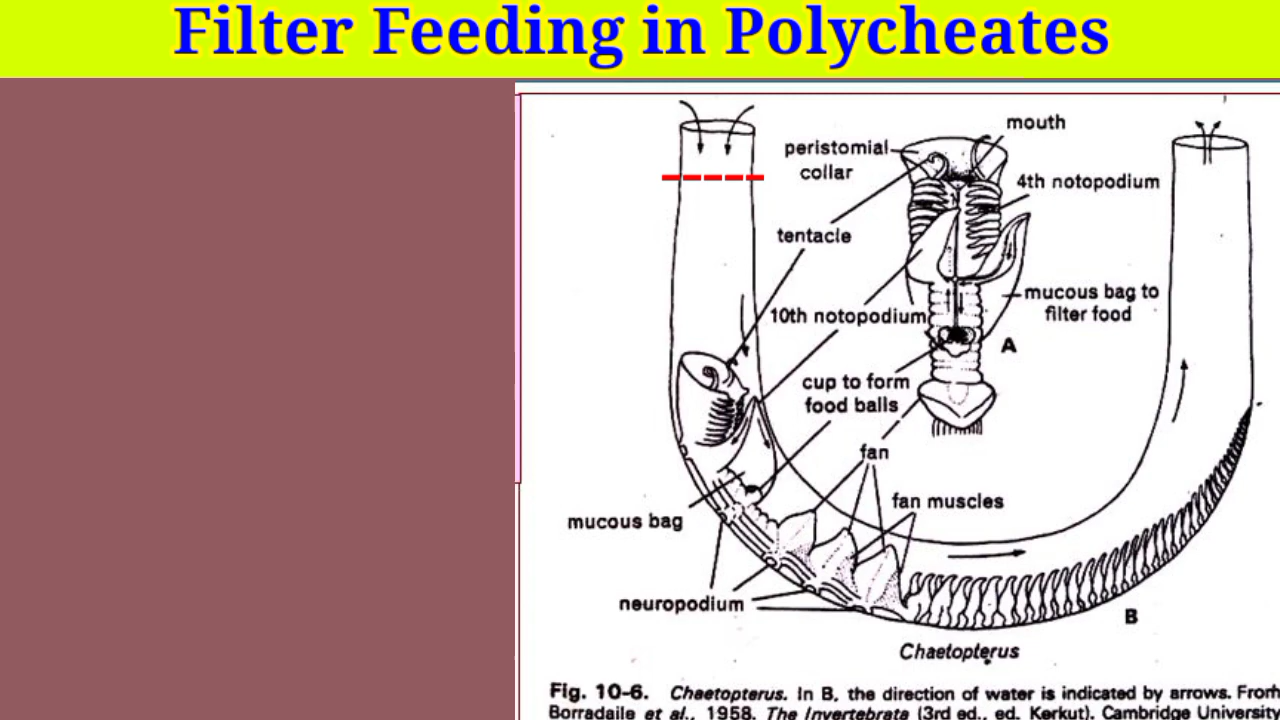 Filter Feeding in Polycheates
mouth
peristomial
collar
4th notopodium
tentacle
mucous bag to
filter food
10th notopodium
A
cup to form
food balls
fan
fan muscles
mucous bag
neuropodium
B
Chaetopterus
Fig. 10-6. Chaetopterus. In B, the direction of water is indicated by arrows. From
Borradaile et al., 1958, The Invertebrata (3rd ed., ed. Kerkut), Cambridge University